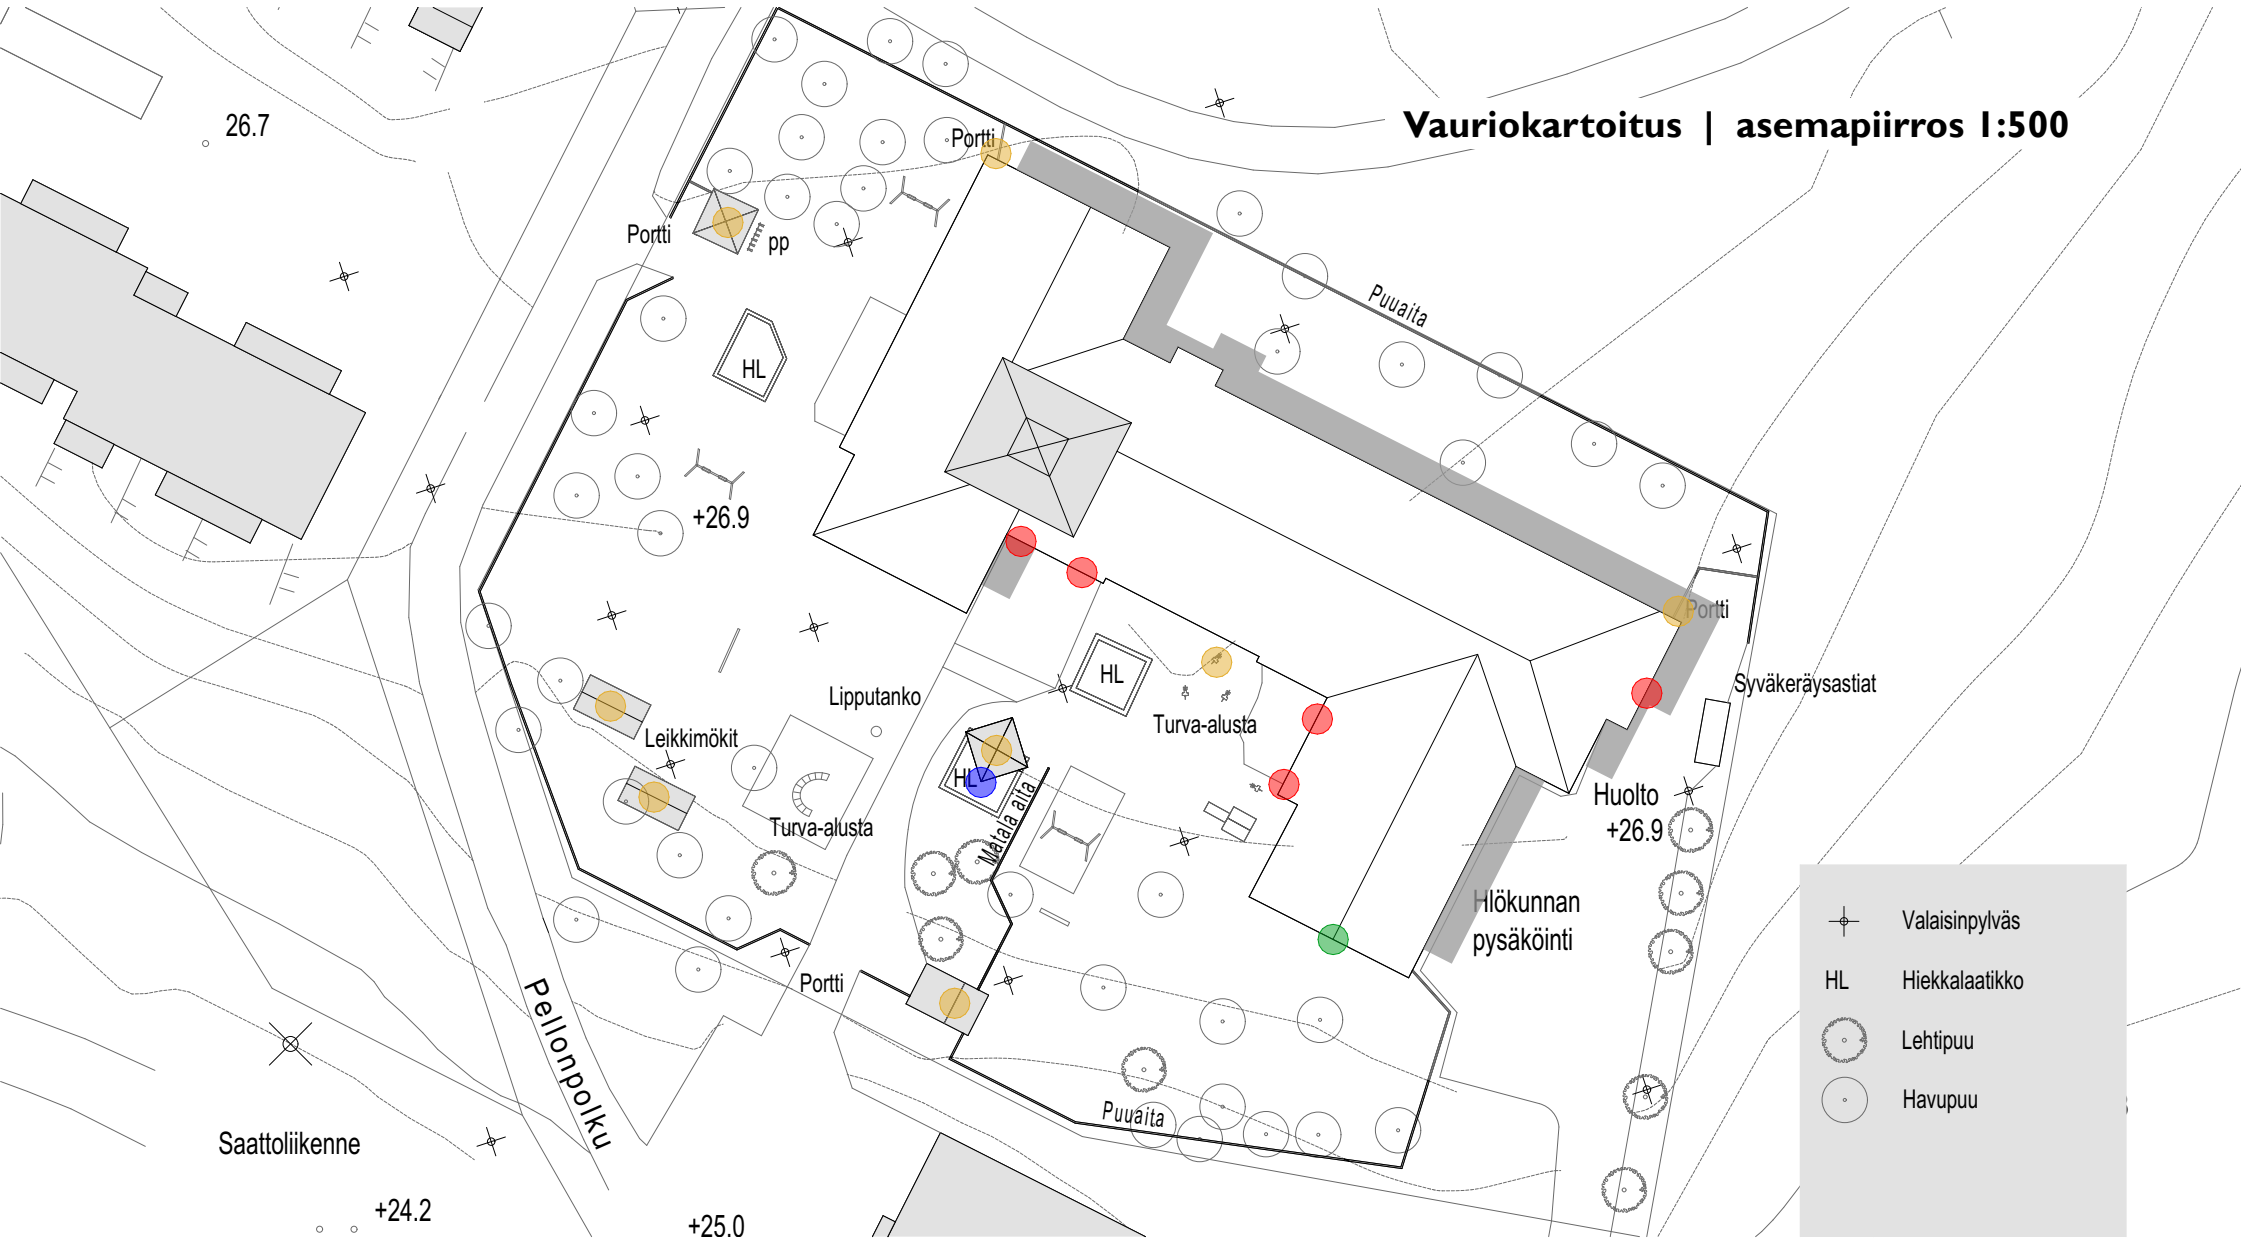 Vauriokartoitus | asemapiirros 1:500
26.7
Portti
Portti
pp
Puuaita
HL
+26.9
Portti
HL
Syväkeräysastiat
Lipputanko
Turva-alusta
Leikkimökit
HL
Matala aita
Huolto
+26.9
Turva-alusta
Hlökunnan
pysäköinti
Portti
Pellonpolku
Puuaita
Saattoliikenne
+24.2
+25.0
Valaisinpylväs
HL Hiekkalaatikko
Lehtipuu
Havupuu